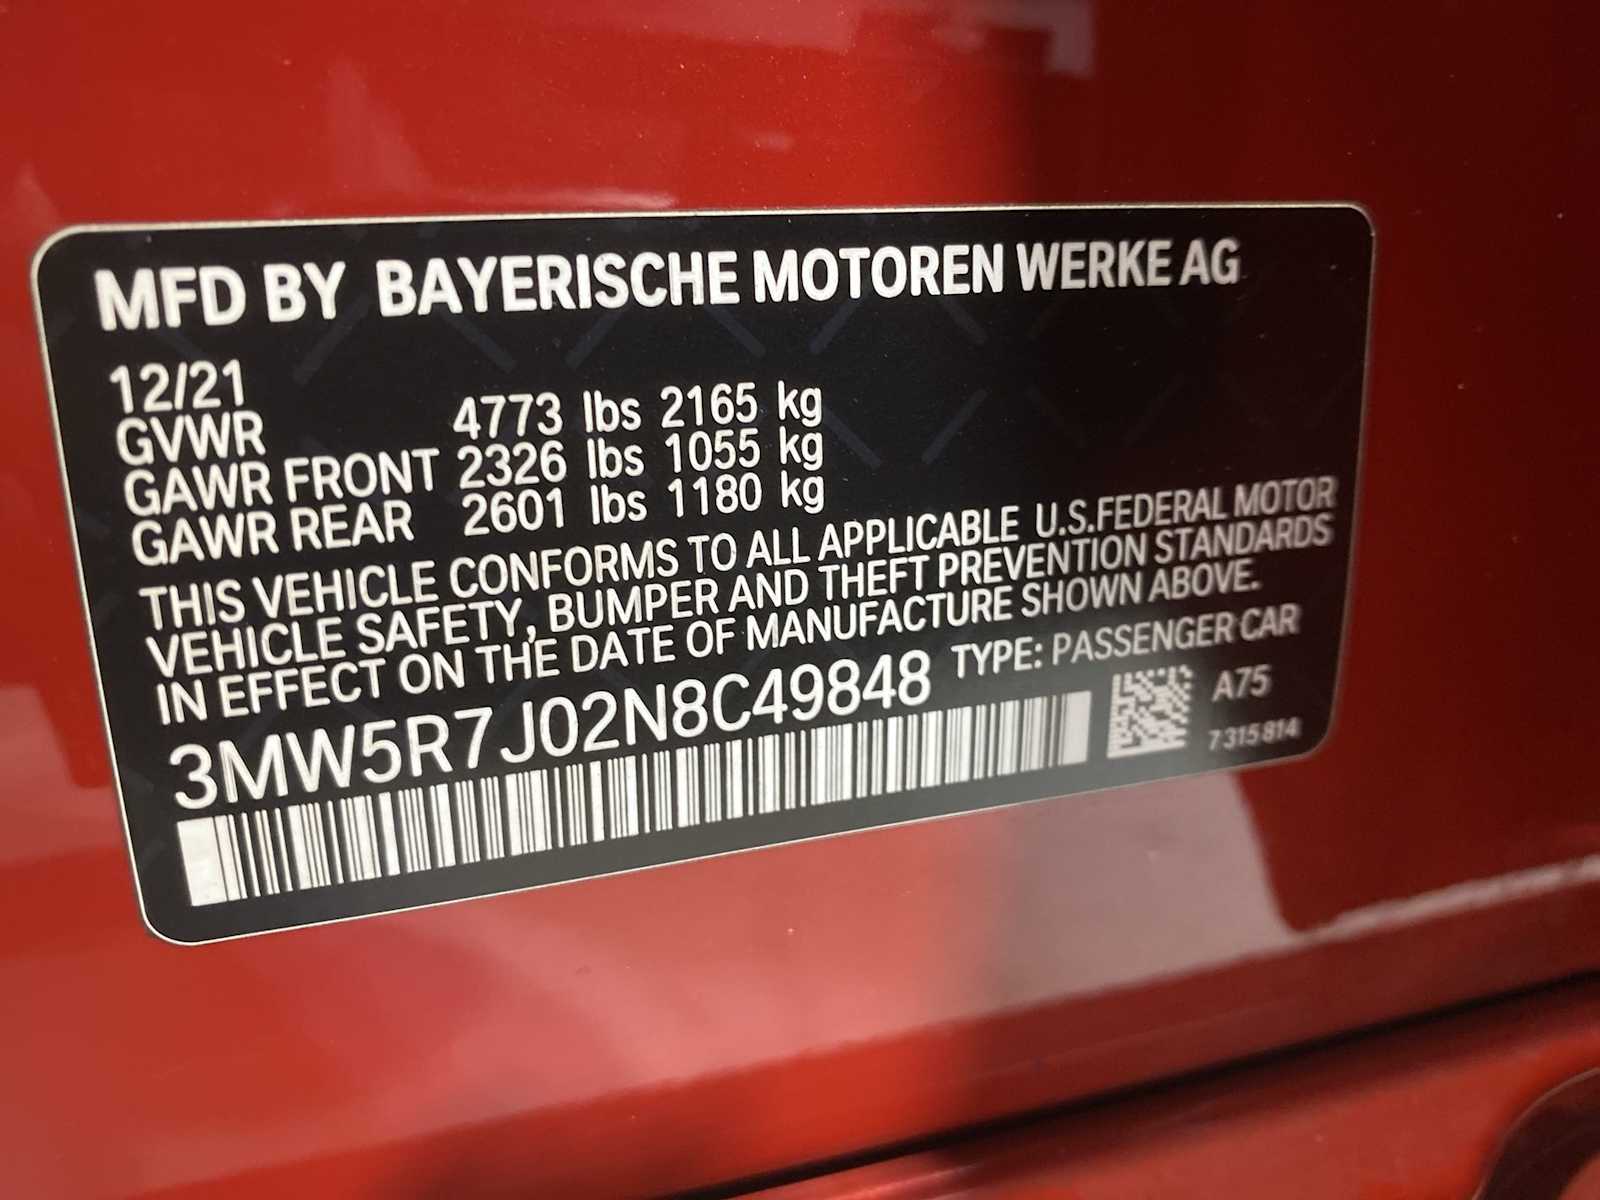 MFD BY BAYERISCHE MOTOREN WERKE AG
12/21
GVWR 4773 lbs 2165 kg
GAWR FRONT 2326 lbs 1055 kg
GAWR REAR 2601 lbs 1180 kg
THIS VEHICLE CONFORMS TO ALL APPLICABLE U.S.FEDERAL MOTOR
VEHICLE SAFETY, BUMPER AND THEFT PREVENTION STANDARDS
IN EFFECT ON THE DATE OF MANUFACTURE SHOWN ABOVE.
3MW5R7J02N8C49848 TYPE: PASSENGER CAR
A75
7 315 814